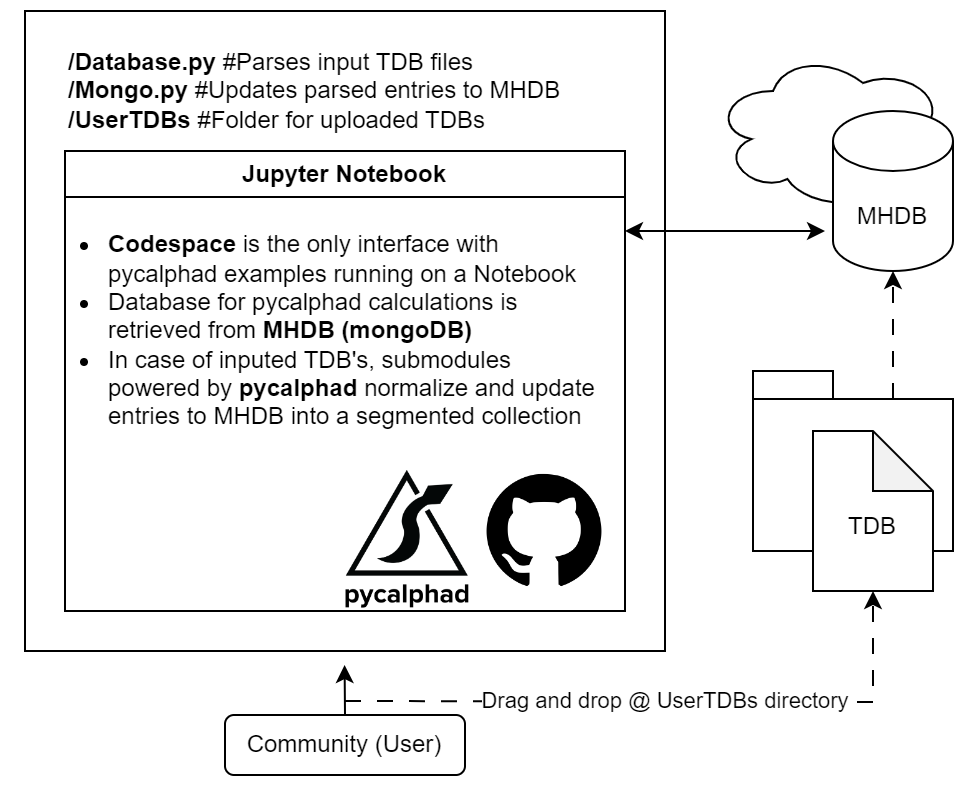 /Database.py #Parses input TDB files
/Mongo.py #Updates parsed entries to MHDB
/UserTDBs #Folder for uploaded TDBs
Jupyter Notebook
Codespace is the only interface with
pycalphad examples running on a Notebook
Database for pycalphad calculations is
retrieved from MHDB (mongoDB)
In case of inputed TDB's, submodules
powered by pycalphad normalize and update
entries to MHDB into a segmented collection
pycalphad
MHDB
TDB
Drag and drop @ UserTDBs directory
Community (User)